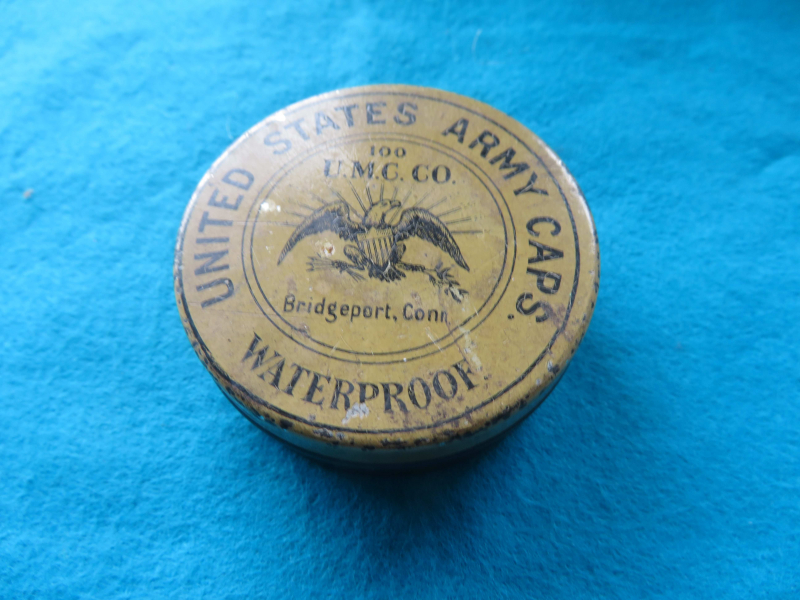 UNITED STATES ARMY CAPS.
100
U.M.C. CO.
Bridgeport, Conn
WATERPROOF.